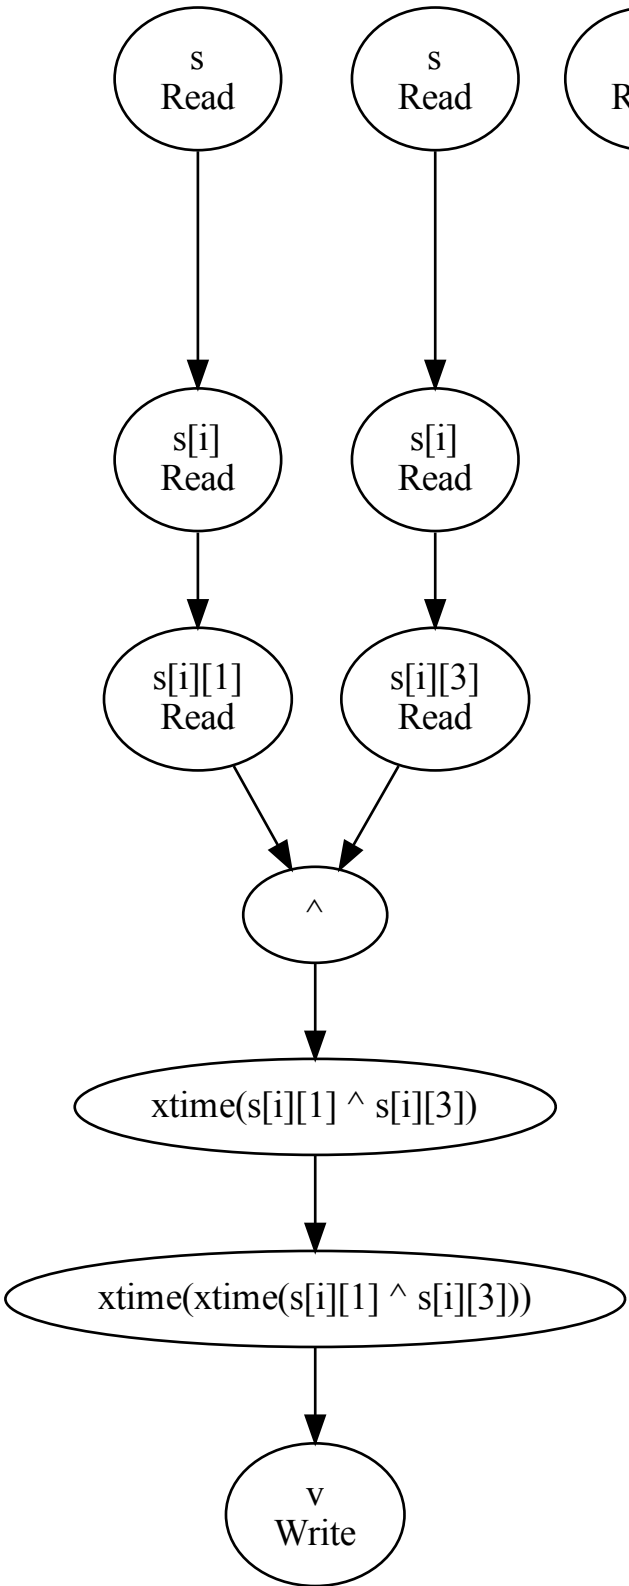 s
Read
s
Read
s[i]
Read
s[i]
Read
s[i][1]
Read
s[i][3]
Read
^
xtime(s[i][1] ^ s[i][3])
xtime(xtime(s[i][1] ^ s[i][3]))
v
Write